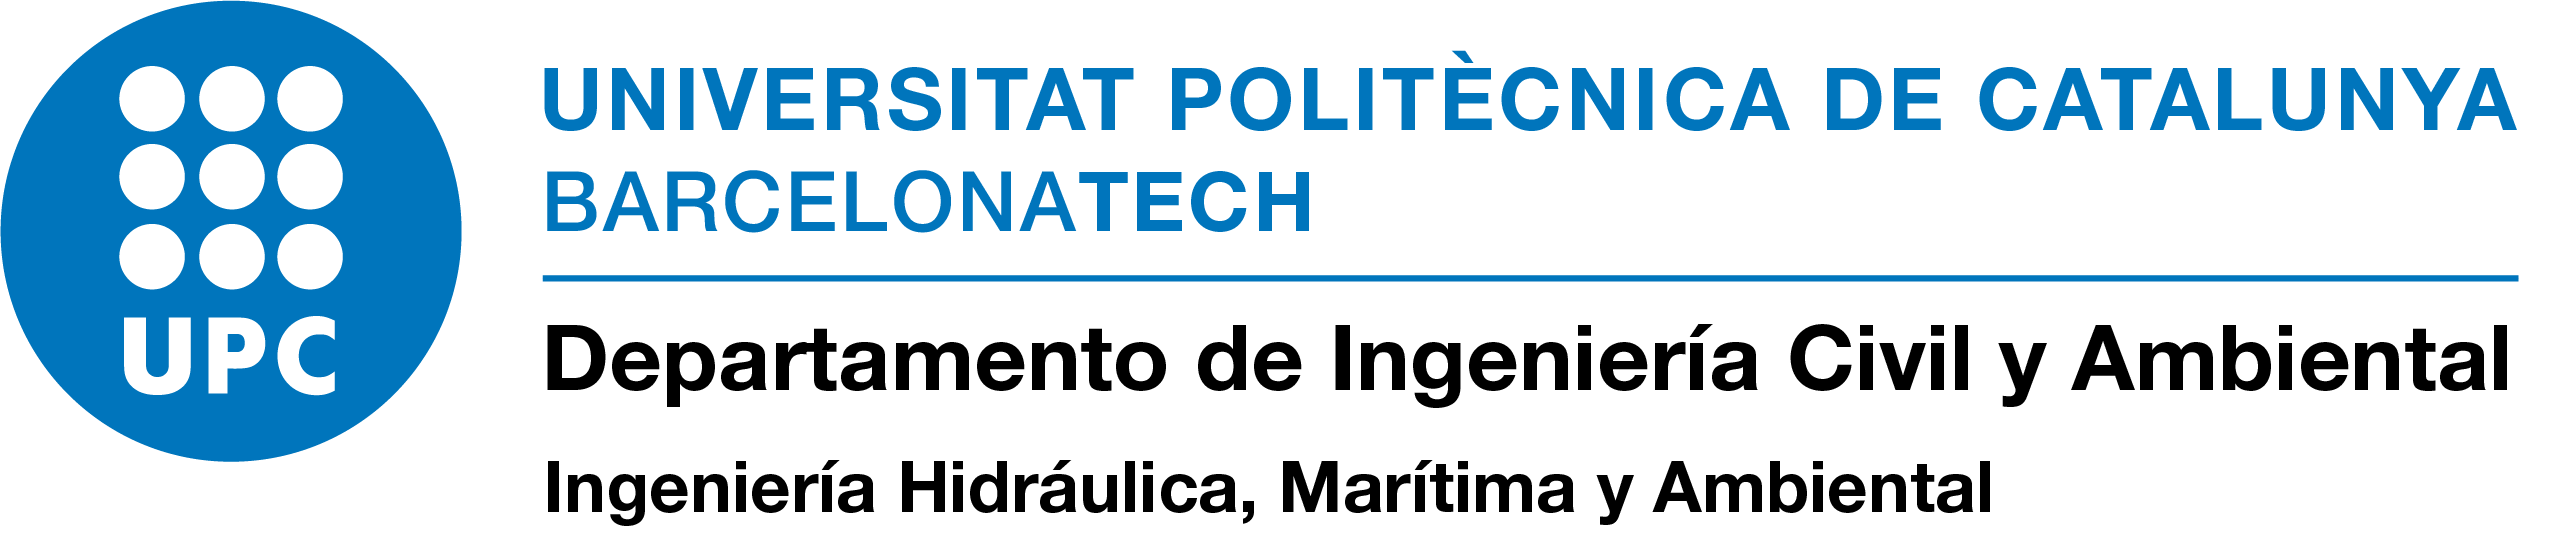 UPC
UNIVERSITAT POLITÈCNICA DE CATALUNYA
BARCELONATECH
Departamento de Ingeniería Civil y Ambiental
Ingeniería Hidráulica, Marítima y Ambiental